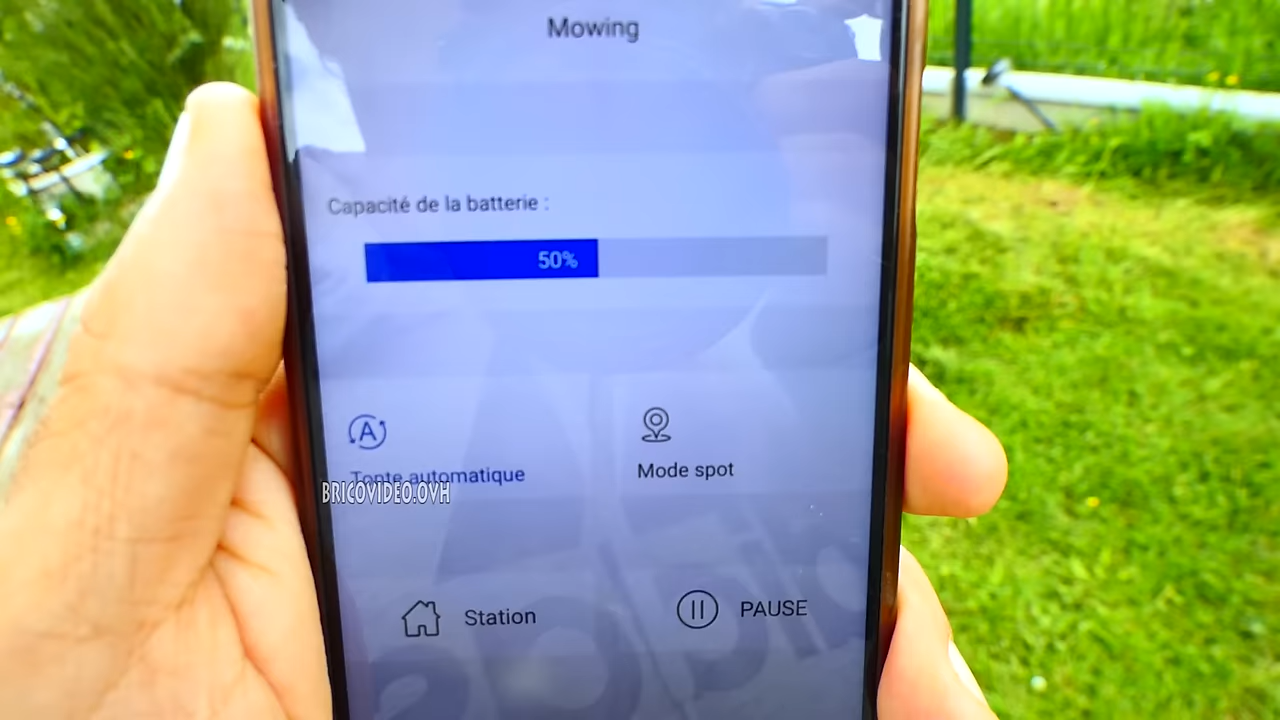 Mowing
Capacité de la batterie :
50%
Tonte automatique
Mode spot
BRICOVIDEO.OVH
Station
PAUSE